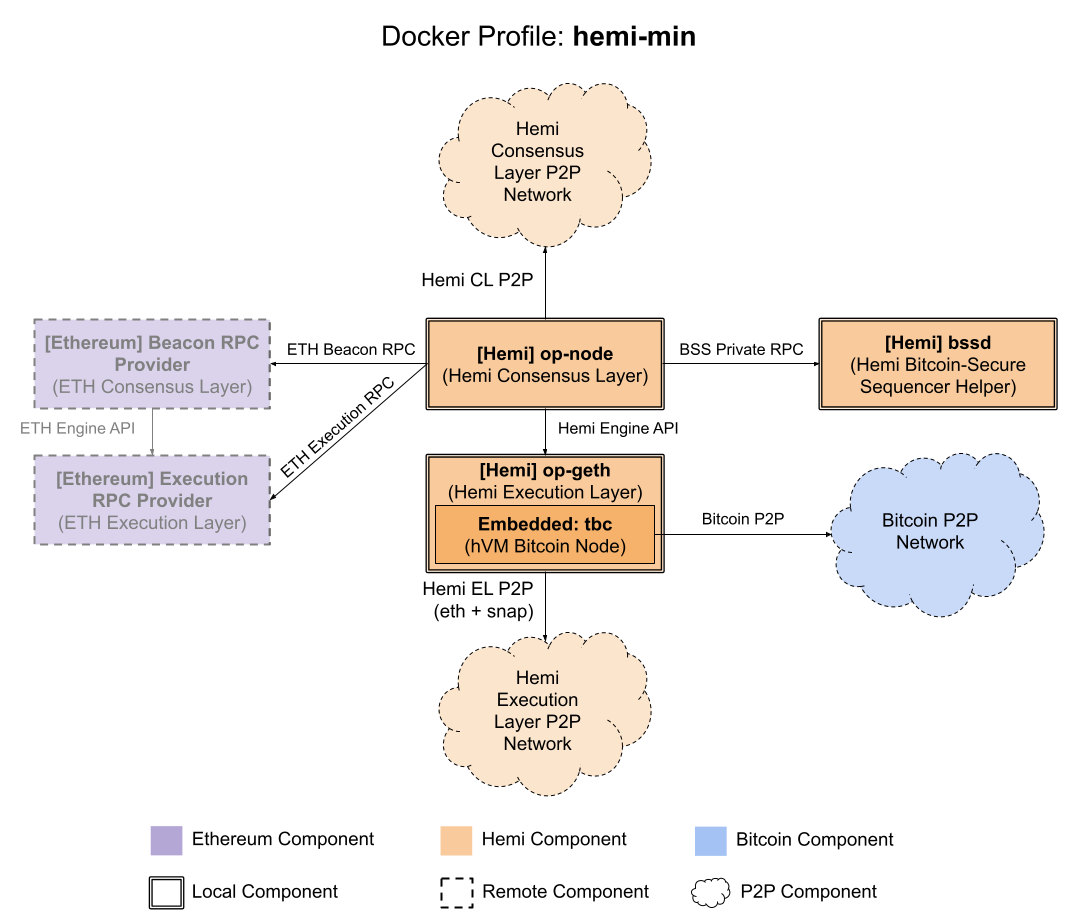 Docker Profile: hemi-min
Hemi
Consensus
Layer P2P
Network
Hemi CL P2P
[Ethereum] Beacon RPC
Provider
(ETH Consensus Layer)
ETH Beacon RPC
[Hemi] op-node
(Hemi Consensus Layer)
BSS Private RPC
[Hemi] bssd
(Hemi Bitcoin-Secure
Sequencer Helper)
ETH Engine API
ETH Execution RPC
Hemi Engine API
[Ethereum] Execution
RPC Provider
(ETH Execution Layer)
[Hemi] op-geth
(Hemi Execution Layer)
Embedded: tbc
(hVM Bitcoin Node)
Bitcoin P2P
Bitcoin P2P
Network
Hemi EL P2P
(eth + snap)
Hemi
Execution
Layer P2P
Network
Ethereum Component
Hemi Component
Bitcoin Component
Local Component
Remote Component
P2P Component